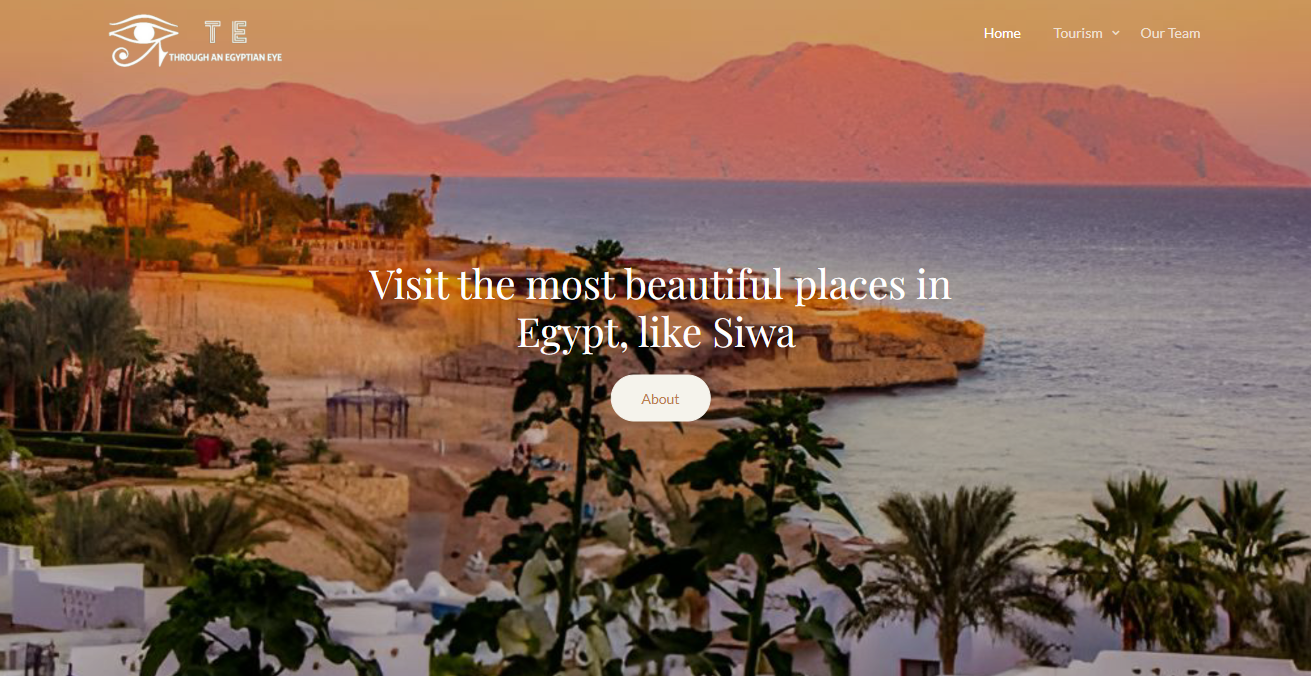 T E
THROUGH AN EGYPTIAN EYE
Home
Tourism
Our Team
Visit the most beautiful places in
Egypt, like Siwa
About